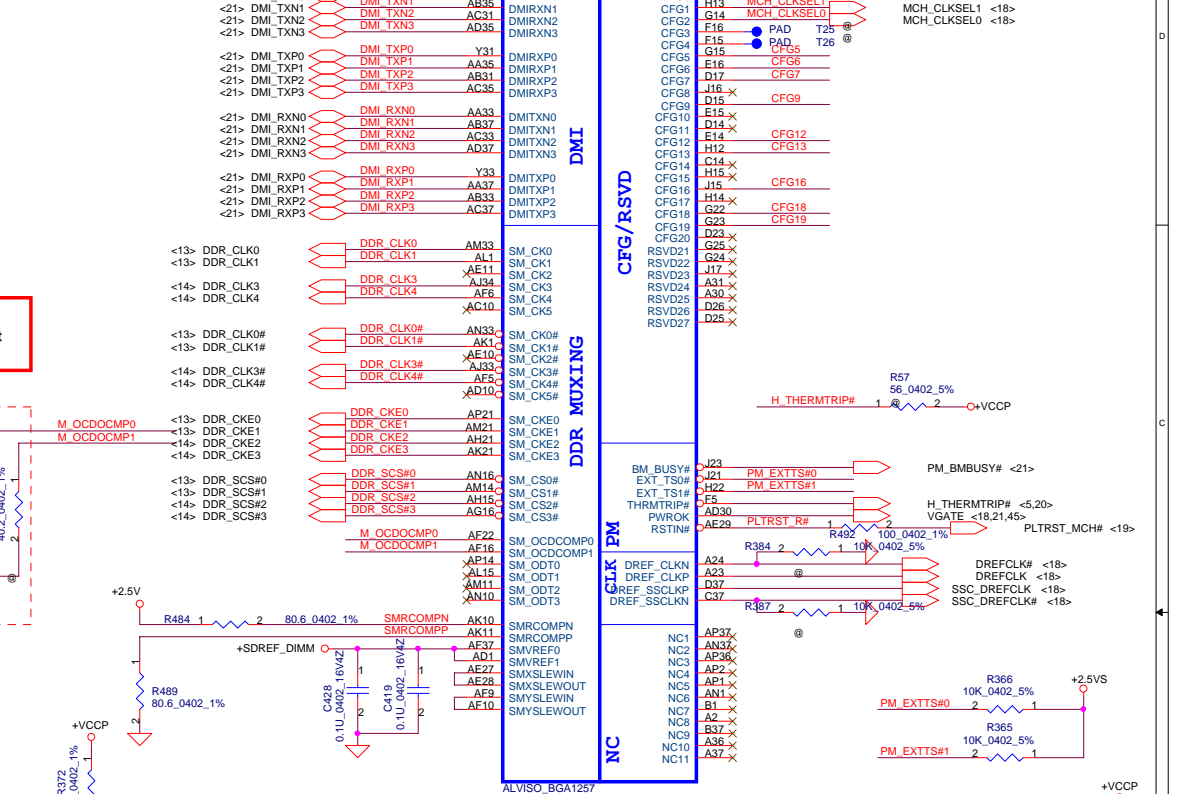 <21> DMI_TXN1 DMI_TXN1 AB35 DMIRXN1
<21> DMI_TXN2 DMI_TXN2 AC31 DMIRXN2
<21> DMI_TXN3 DMI_TXN3 AD35 DMIRXN3
<21> DMI_TXP0 DMI_TXP0 Y31 DMIRXP0
<21> DMI_TXP1 DMI_TXP1 AA35 DMIRXP1
<21> DMI_TXP2 DMI_TXP2 AB31 DMIRXP2
<21> DMI_TXP3 DMI_TXP3 AC35 DMIRXP3
<21> DMI_RXN0 DMI_RXN0 AA33 DMITXN0
<21> DMI_RXN1 DMI_RXN1 AB37 DMITXN1
<21> DMI_RXN2 DMI_RXN2 AC33 DMITXN2
<21> DMI_RXN3 DMI_RXN3 AD37 DMITXN3
<21> DMI_RXP0 DMI_RXP0 Y33 DMITXP0
<21> DMI_RXP1 DMI_RXP1 AA37 DMITXP1
<21> DMI_RXP2 DMI_RXP2 AB33 DMITXP2
<21> DMI_RXP3 DMI_RXP3 AC37 DMITXP3
DMI
<13> DDR_CLK0 DDR_CLK0 AM33 SM_CK0
<13> DDR_CLK1 DDR_CLK1 AL1 SM_CK1
AE11 SM_CK2
<14> DDR_CLK3 DDR_CLK3 AJ34 SM_CK3
<14> DDR_CLK4 DDR_CLK4 AF6 SM_CK4
AC10 SM_CK5
<13> DDR_CLK0# DDR_CLK0# AN33 SM_CK0#
<13> DDR_CLK1# DDR_CLK1# AK1 SM_CK1#
AE10 SM_CK2#
<14> DDR_CLK3# DDR_CLK3# AJ33 SM_CK3#
<14> DDR_CLK4# DDR_CLK4# AF5 SM_CK4#
AD10 SM_CK5#
<13> DDR_CKE0 DDR_CKE0 AP21 SM_CKE0
<13> DDR_CKE1 DDR_CKE1 AM21 SM_CKE1
<14> DDR_CKE2 DDR_CKE2 AH21 SM_CKE2
<14> DDR_CKE3 DDR_CKE3 AK21 SM_CKE3
<13> DDR_SCS#0 DDR_SCS#0 AN16 SM_CS0#
<13> DDR_SCS#1 DDR_SCS#1 AM14 SM_CS1#
<14> DDR_SCS#2 DDR_SCS#2 AH15 SM_CS2#
<14> DDR_SCS#3 DDR_SCS#3 AG16 SM_CS3#
M_OCDOCMP0 AF22 SM_OCDCOMP0
M_OCDOCMP1 AF16 SM_OCDCOMP1
AP14 SM_ODT0
AL15 SM_ODT1
AM11 SM_ODT2
AN10 SM_ODT3
DDR MUXING
M_OCDOCMP0
M_OCDOCMP1
1
2
@
+2.5V
R484 1 2 80.6_0402_1% SMRCOMPN AK10 SMRCOMPN
SMRCOMPP AK11 SMRCOMPP
+SDREF_DIMM AF37 SMVREF0
AD1 SMVREF1
AE27 SMXSLEWIN
AE28 SMXSLEWOUT
AF9 SMYSLEWIN
AF10 SMYSLEWOUT
1
R489
80.6_0402_1%
2
C428
0.1U_0402_16V4Z
1
2
C419
0.1U_0402_16V4Z
1
2
+VCCP
R372
1
ALVISO_BGA1257
CFG1 H13 MCH_CLKSEL1 MCH_CLKSEL1 <18>
CFG2 G14 MCH_CLKSEL0 MCH_CLKSEL0 <18>
CFG3 F16 PAD T25 @
CFG4 F15 PAD T26 @
CFG5 G15 CFG5
CFG6 E16 CFG6
CFG7 D17 CFG7
CFG8 J16
CFG9 D15 CFG9
CFG10 E15
CFG11 D14
CFG12 E14 CFG12
CFG13 H12 CFG13
CFG14 C14
CFG15 H15
CFG16 J15 CFG16
CFG17 H14
CFG18 G22 CFG18
CFG19 G23 CFG19
CFG20 D23
RSVD21 G25
RSVD22 G24
RSVD23 J17
RSVD24 A31
RSVD25 A30
RSVD26 D26
RSVD27 D25
CFG/RSVD
R57
56_0402_5%
H_THERMTRIP# 1 @ 2 +VCCP
BM_BUSY# J23 PM_BMBUSY# <21>
EXT_TS0# J21 PM_EXTTS#0
EXT_TS1# H22 PM_EXTTS#1
THRMTRIP# F5 H_THERMTRIP# <5,20>
PWROK AD30 VGATE <18,21,45>
RSTIN# AE29 PLTRST_R# 1 2 PLTRST_MCH# <19>
R492 100_0402_1%
PM
R384 2 1 10K_0402_5%
@
DREF_CLKN A24 DREFCLK# <18>
DREF_CLKP A23 DREFCLK <18>
DREF_SSCLKP D37 SSC_DREFCLK <18>
DREF_SSCLKN C37 SSC_DREFCLK# <18>
CLK
R387 2 1 10K_0402_5%
@
NC1 AP37
NC2 AN37
NC3 AP36
NC4 AP2
NC5 AP1
NC6 AN1
NC7 B1
NC8 A2
NC9 B37
NC10 A36
NC11 A37
NC
R366
10K_0402_5%
PM_EXTTS#0 2 1 +2.5VS
R365
10K_0402_5%
PM_EXTTS#1 2 1
+VCCP
D
C